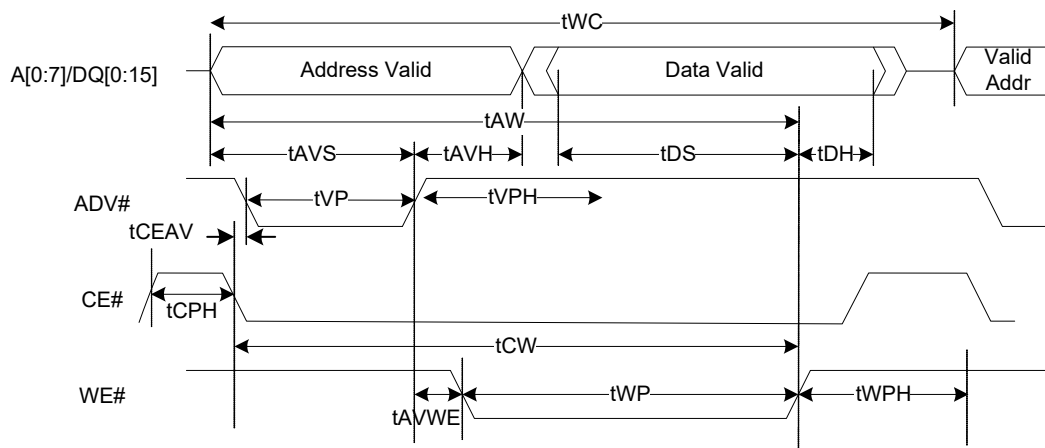 tWC
A[0:7]/DQ[0:15]
Address Valid
Data Valid
Valid
Addr
tAW
tAVS
tAVH
tDS
tDH
ADV#
tVP
tVPH
tCEAV
CE#
tCPH
tCW
WE#
tAVWE
tWP
tWPH